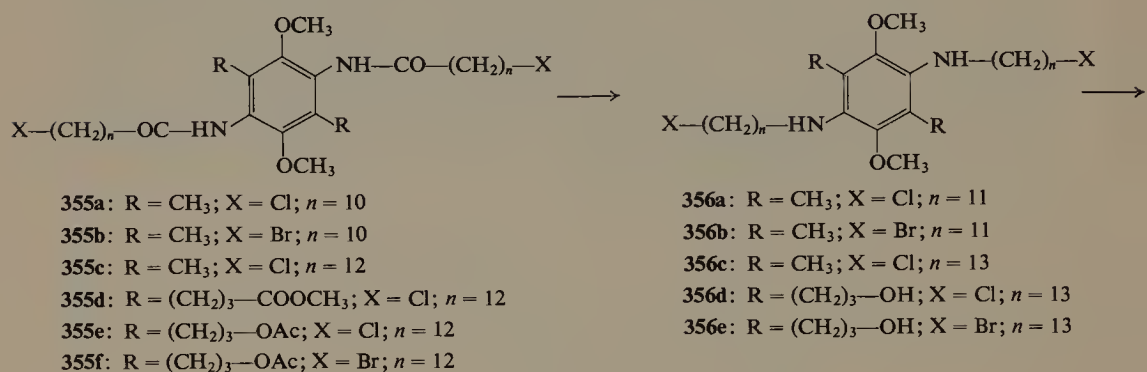 OCH₃
R
NH—CO—(CH₂)ₙ—X
X—(CH₂)ₙ—OC—HN
R
OCH₃
355a: R = CH₃; X = Cl; n = 10
355b: R = CH₃; X = Br; n = 10
355c: R = CH₃; X = Cl; n = 12
355d: R = (CH₂)₃—COOCH₃; X = Cl; n = 12
355e: R = (CH₂)₃—OAc; X = Cl; n = 12
355f: R = (CH₂)₃—OAc; X = Br; n = 12
OCH₃
R
NH—(CH₂)ₙ—X
X—(CH₂)ₙ—HN
R
OCH₃
356a: R = CH₃; X = Cl; n = 11
356b: R = CH₃; X = Br; n = 11
356c: R = CH₃; X = Cl; n = 13
356d: R = (CH₂)₃—OH; X = Cl; n = 13
356e: R = (CH₂)₃—OH; X = Br; n = 13